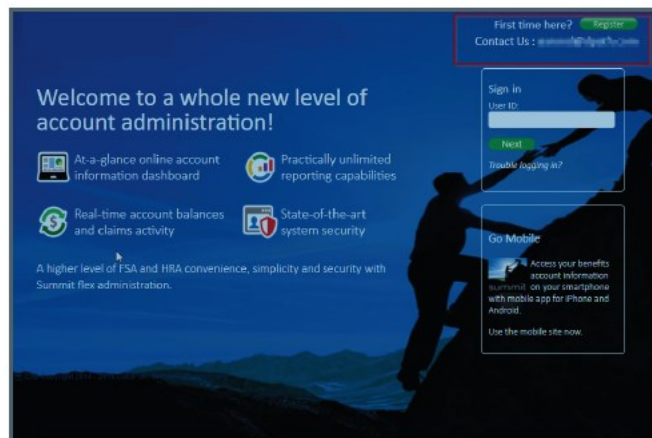 First time here? Register
Contact Us :
Welcome to a whole new level of
account administration!
At-a-glance online account
information dashboard
Practically unlimited
reporting capabilities
Real-time account balances
and claims activity
State-of-the-art
system security
A higher level of FSA and HRA convenience, simplicity and security with
Summit flex administration.
Sign in
User ID:
Next
Trouble logging in?
Go Mobile
Access your benefits
account information
summit on your smartphone
with mobile app for iPhone and
Android.
Use the mobile site now.